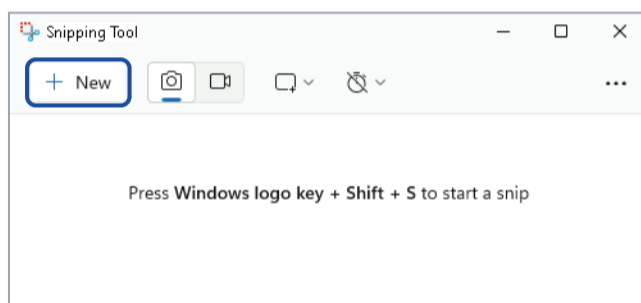 Snipping Tool
New
Press Windows logo key + Shift + S to start a snip